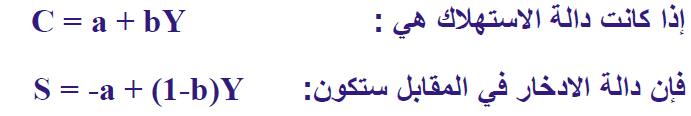 إذا كانت دالة الاستهلاك هي : C = a + bY
فإن دالة الادخار في المقابل ستكون: S = -a + (1-b)Y